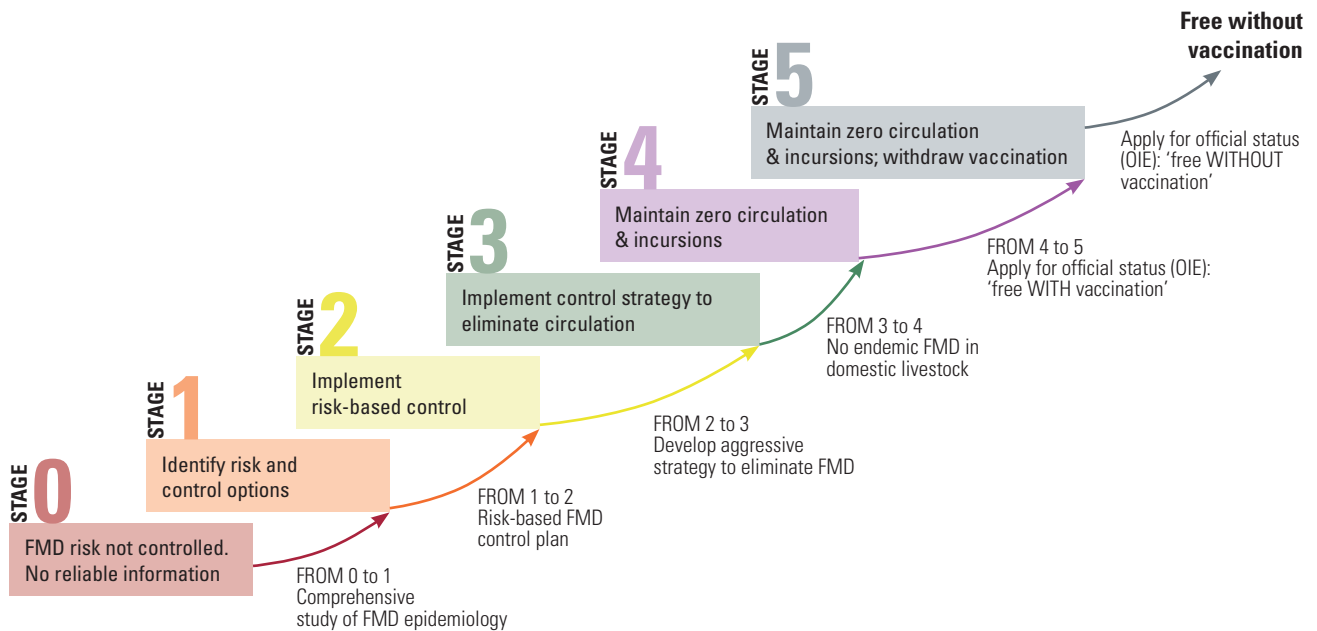 STAGE 0
FMD risk not controlled.
No reliable information
FROM 0 to 1
Comprehensive
study of FMD epidemiology
STAGE 1
Identify risk and
control options
FROM 1 to 2
Risk-based FMD
control plan
STAGE 2
Implement
risk-based control
FROM 2 to 3
Develop aggressive
strategy to eliminate FMD
STAGE 3
Implement control strategy to
eliminate circulation
FROM 3 to 4
No endemic FMD in
domestic livestock
STAGE 4
Maintain zero circulation
& incursions
FROM 4 to 5
Apply for official status (OIE):
‘free WITH vaccination’
STAGE 5
Maintain zero circulation
& incursions; withdraw vaccination
Apply for official status
(OIE): ‘free WITHOUT
vaccination’
Free without
vaccination